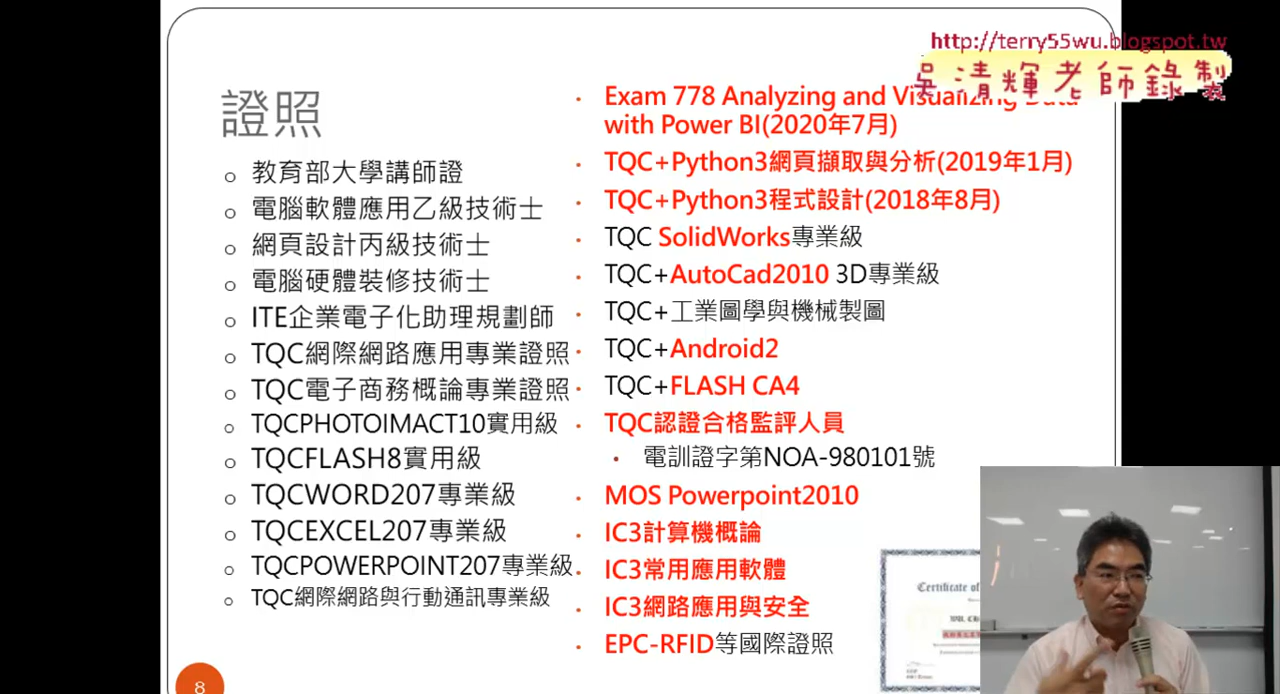 http://terry55wu.blogspot.tw
吳清輝老師錄製
證照
教育部大學講師證
電腦軟體應用乙級技術士
網頁設計丙級技術士
電腦硬體裝修技術士
ITE企業電子化助理規劃師
TQC網際網路應用專業證照
TQC電子商務概論專業證照
TQCPHOTOIMACT10實用級
TQCFLASH8實用級
TQCWORD207專業級
TQCEXCEL207專業級
TQCPOWERPOINT207專業級
TQC網際網路與行動通訊專業級
Exam 778 Analyzing and Visualizing Data
with Power BI(2020年7月)
TQC+Python3網頁擷取與分析(2019年1月)
TQC+Python3程式設計(2018年8月)
TQC SolidWorks專業級
TQC+AutoCad2010 3D專業級
TQC+工業圖學與機械製圖
TQC+Android2
TQC+FLASH CA4
TQC認證合格監評人員
電訓證字第NOA-980101號
MOS Powerpoint2010
IC3計算機概論
IC3常用應用軟體
IC3網路應用與安全
EPC-RFID等國際證照
Certificate of
WU, CH
8